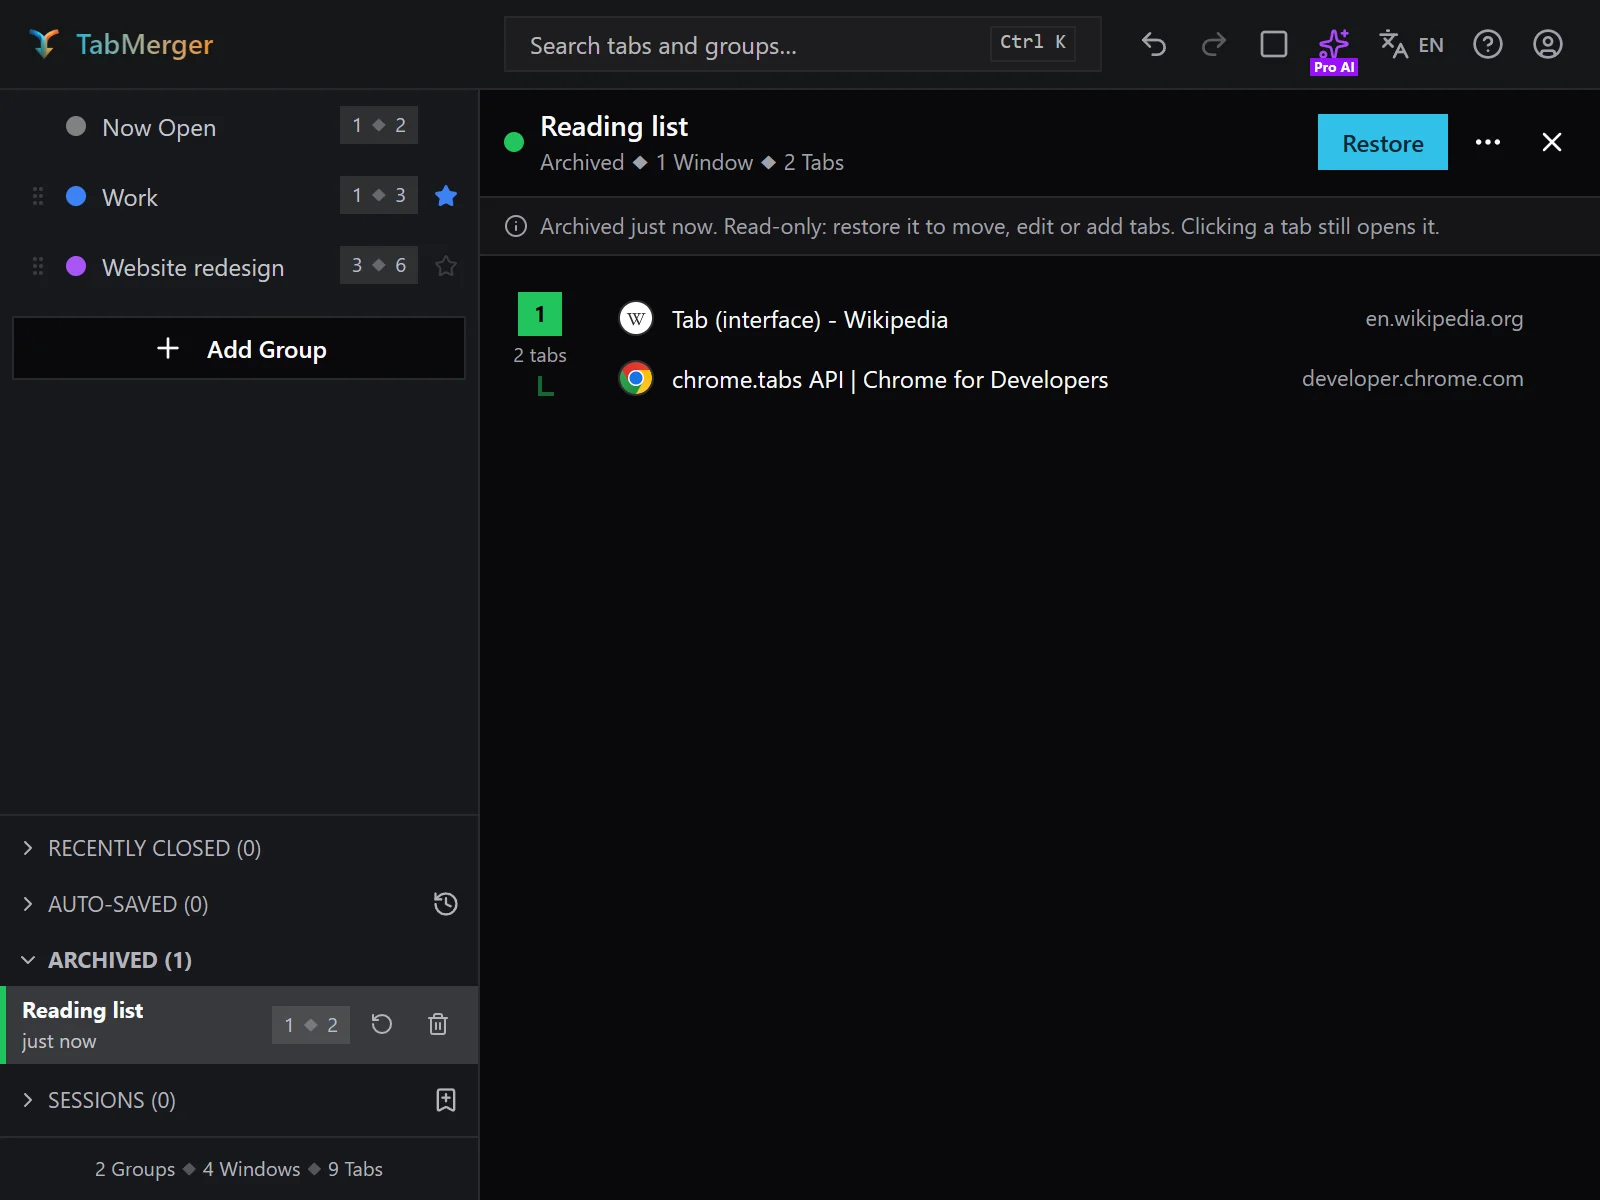 TabMerger
Search tabs and groups...
Ctrl K
Pro AI
EN
Now Open
1 ◆ 2
Work
1 ◆ 3
Website redesign
3 ◆ 6
Add Group
RECENTLY CLOSED (0)
AUTO-SAVED (0)
ARCHIVED (1)
Reading list
just now
1 ◆ 2
SESSIONS (0)
2 Groups ◆ 4 Windows ◆ 9 Tabs
Reading list
Archived ◆ 1 Window ◆ 2 Tabs
Restore
Archived just now. Read-only: restore it to move, edit or add tabs. Clicking a tab still opens it.
1
2 tabs
W
Tab (interface) - Wikipedia
en.wikipedia.org
chrome.tabs API | Chrome for Developers
developer.chrome.com